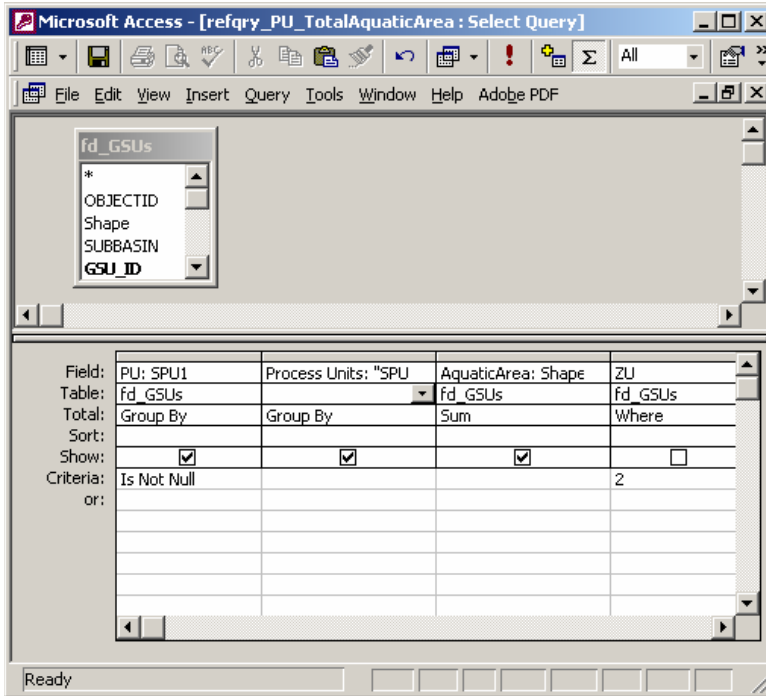 Microsoft Access - [refqry_PU_TotalAquaticArea : Select Query]
ABC Σ All
File Edit View Insert Query Tools Window Help Adobe PDF
fd_GSUs
*
OBJECTID
Shape
SUBBASIN
GSU_ID
Field: PU: SPU1 Process Units: "SPU AquaticArea: Shape ZU
Table: fd_GSUs fd_GSUs fd_GSUs
Total: Group By Group By Sum Where
Sort:
Show:
Criteria: Is Not Null 2
or:
Ready